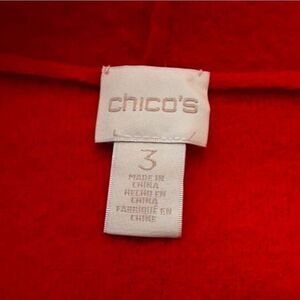 chico's
3
MADE IN
CHINA
HECHO EN
CHINA
FABRIQUÉ EN
CHINE